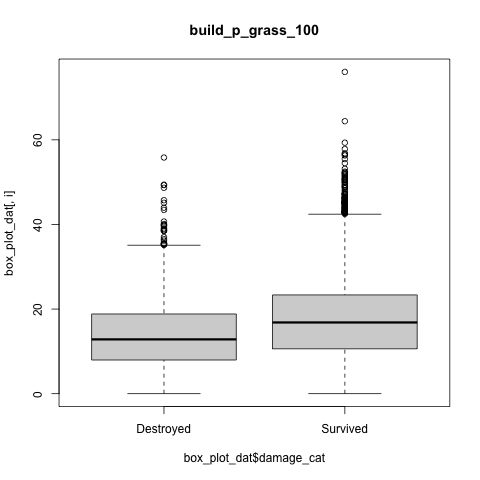 build_p_grass_100
box_plot_dat[, i]
60
40
20
0
Destroyed
Survived
box_plot_dat$damage_cat